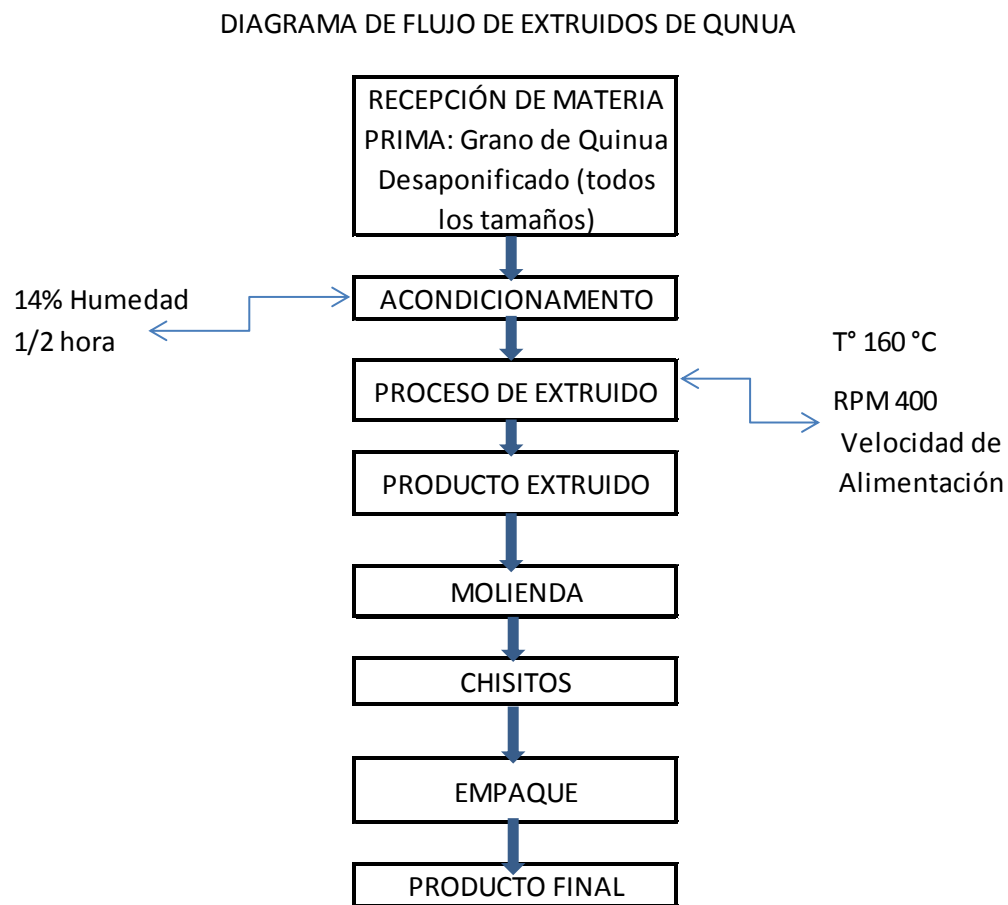 DIAGRAMA DE FLUJO DE EXTRUIDOS DE QUNUA
RECEPCIÓN DE MATERIA
PRIMA: Grano de Quinua
Desaponificado (todos
los tamaños)
14% Humedad
1/2 hora
ACONDICIONAMENTO
T° 160 °C
PROCESO DE EXTRUIDO
RPM 400
Velocidad de
Alimentación
PRODUCTO EXTRUIDO
MOLIENDA
CHISITOS
EMPAQUE
PRODUCTO FINAL